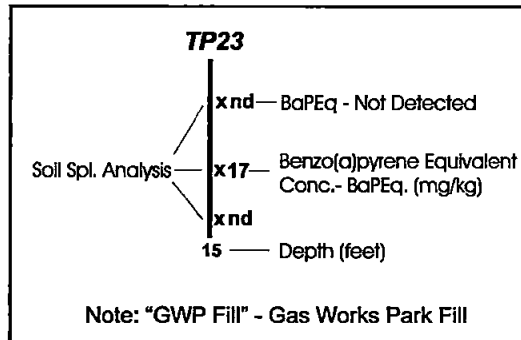 TP23
x nd — BaPEq - Not Detected
Soil Spl. Analysis
x17 — Benzo(a)pyrene Equivalent
Conc.- BaPEq. (mg/kg)
x nd
15 — Depth (feet)
Note: "GWP Fill" - Gas Works Park Fill